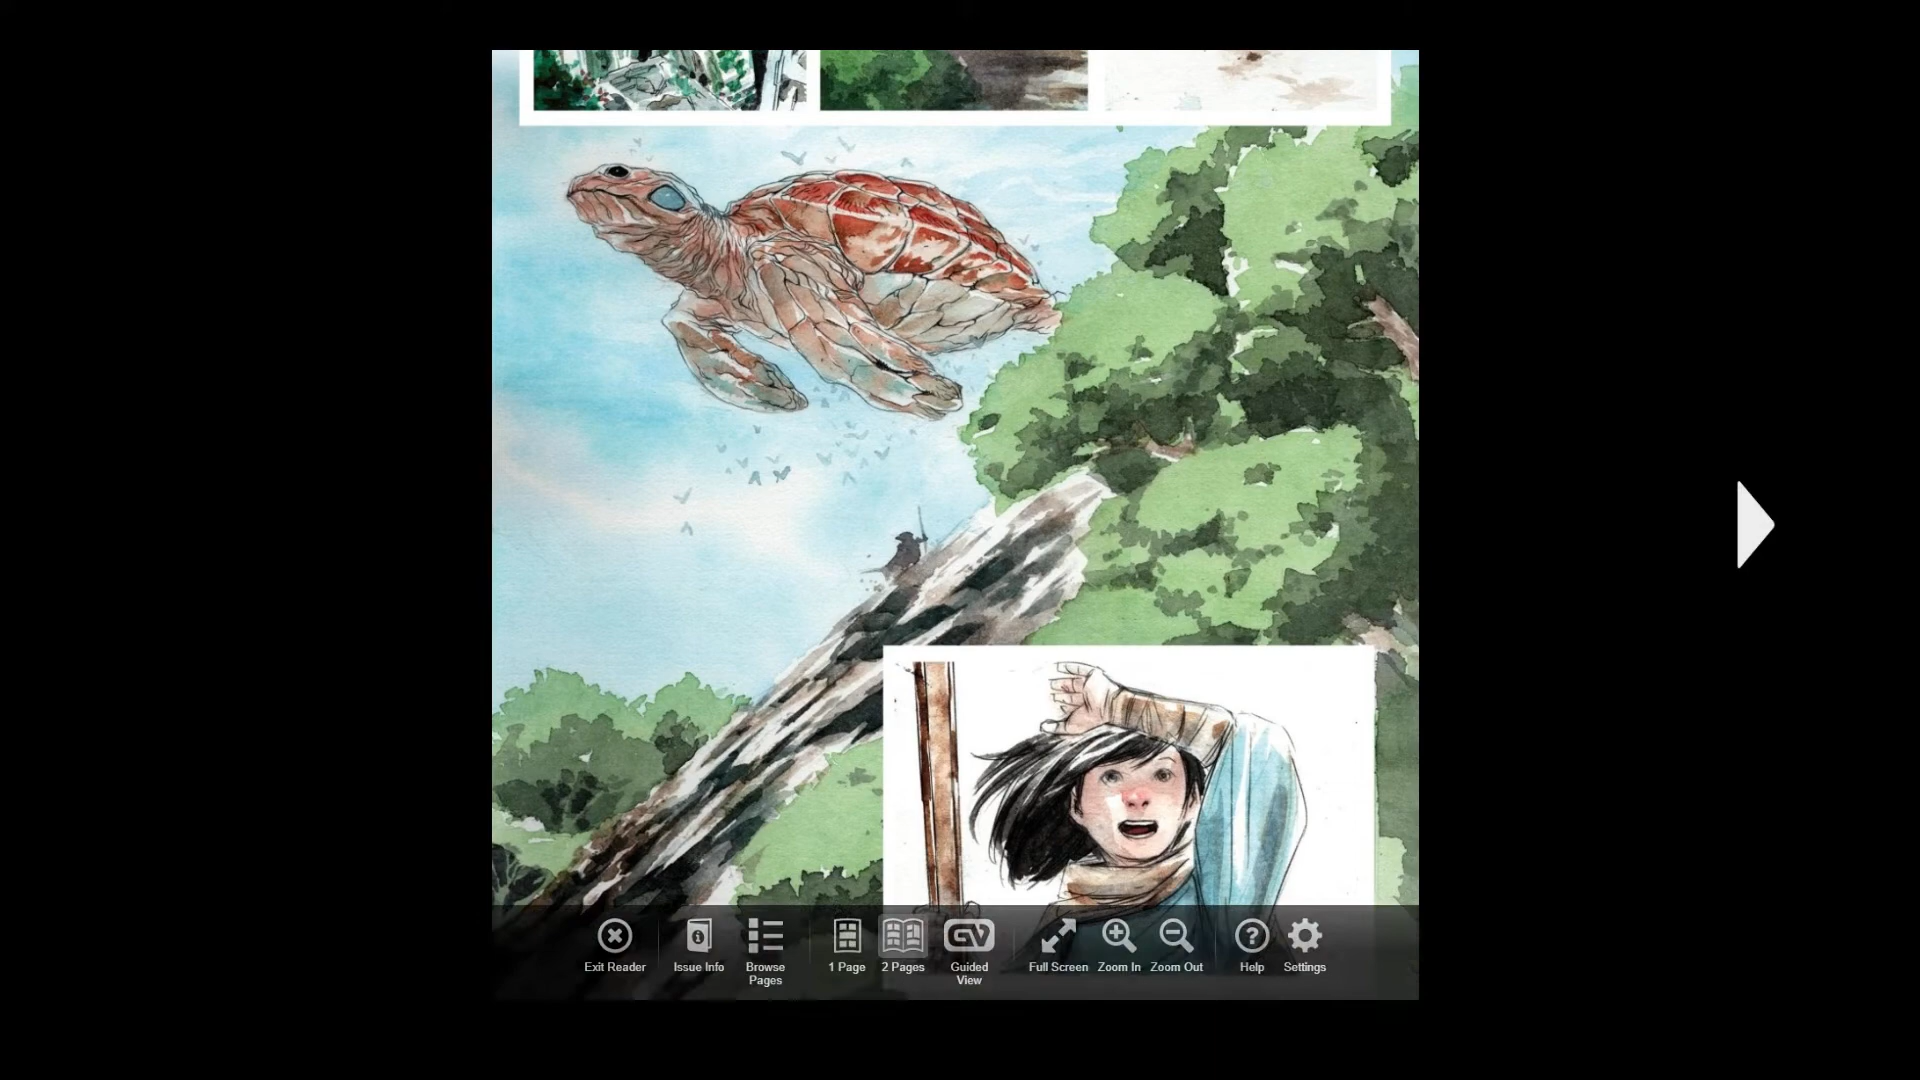 Exit Reader
Issue Info
Browse
Pages
1 Page
2 Pages
GV
Guided
View
Full Screen
Zoom In
Zoom Out
?
Help
Settings